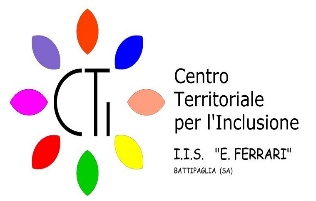 CTI
Centro
Territoriale
per l'Inclusione
I.I.S. "E. FERRARI"
BATTIPAGLIA (SA)